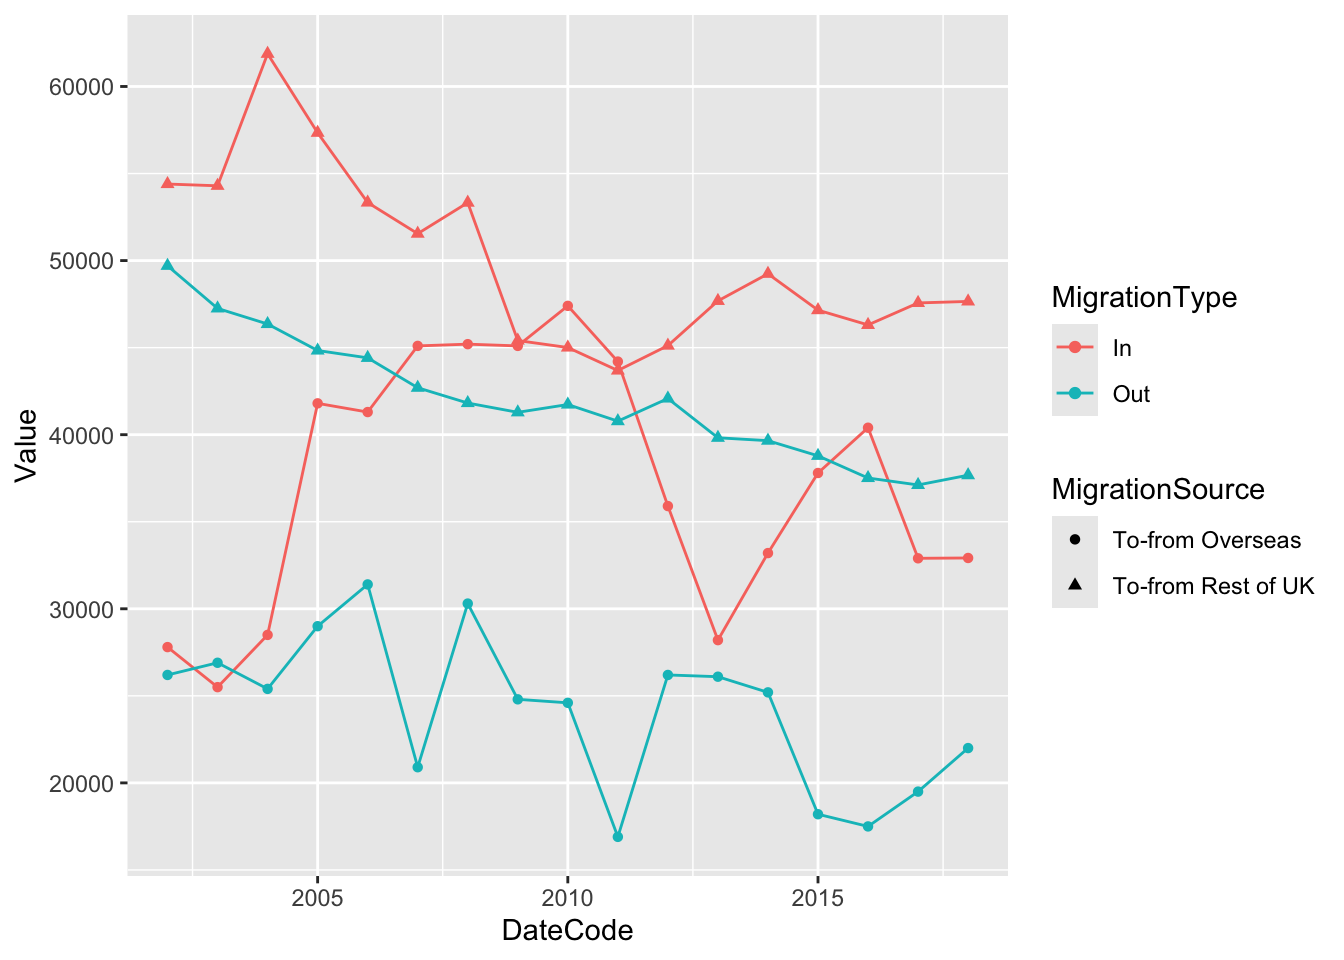 Value
60000
50000
40000
30000
20000
2005 2010 2015
DateCode
MigrationType
In
Out
MigrationSource
To-from Overseas
To-from Rest of UK